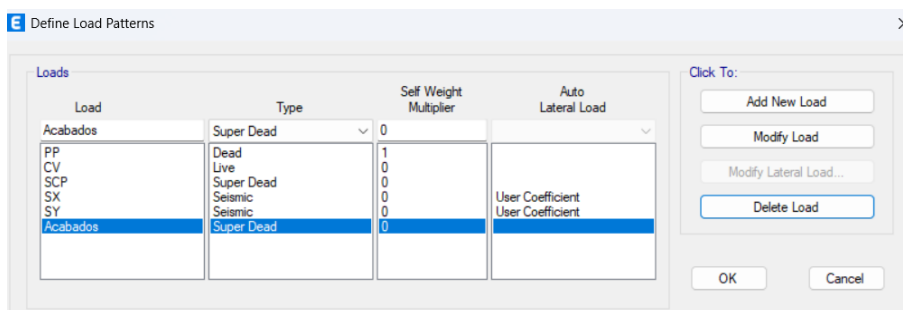 E Define Load Patterns
Loads
Click To:
Load Type Self Weight Multiplier Auto Lateral Load
Acabados Super Dead 0
PP Dead 1
CV Live 0
SCP Super Dead 0
SX Seismic 0 User Coefficient
SY Seismic 0 User Coefficient
Acabados Super Dead 0
Add New Load
Modify Load
Modify Lateral Load...
Delete Load
OK Cancel